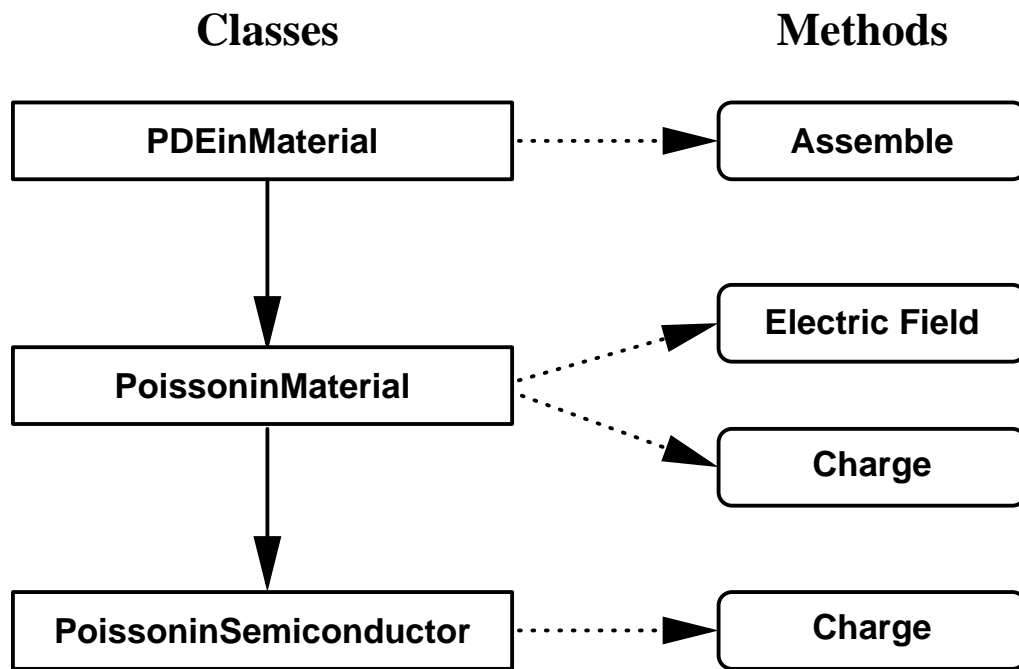 Classes
Methods
PDEinMaterial
Assemble
Electric Field
PoissoninMaterial
Charge
PoissoninSemiconductor
Charge